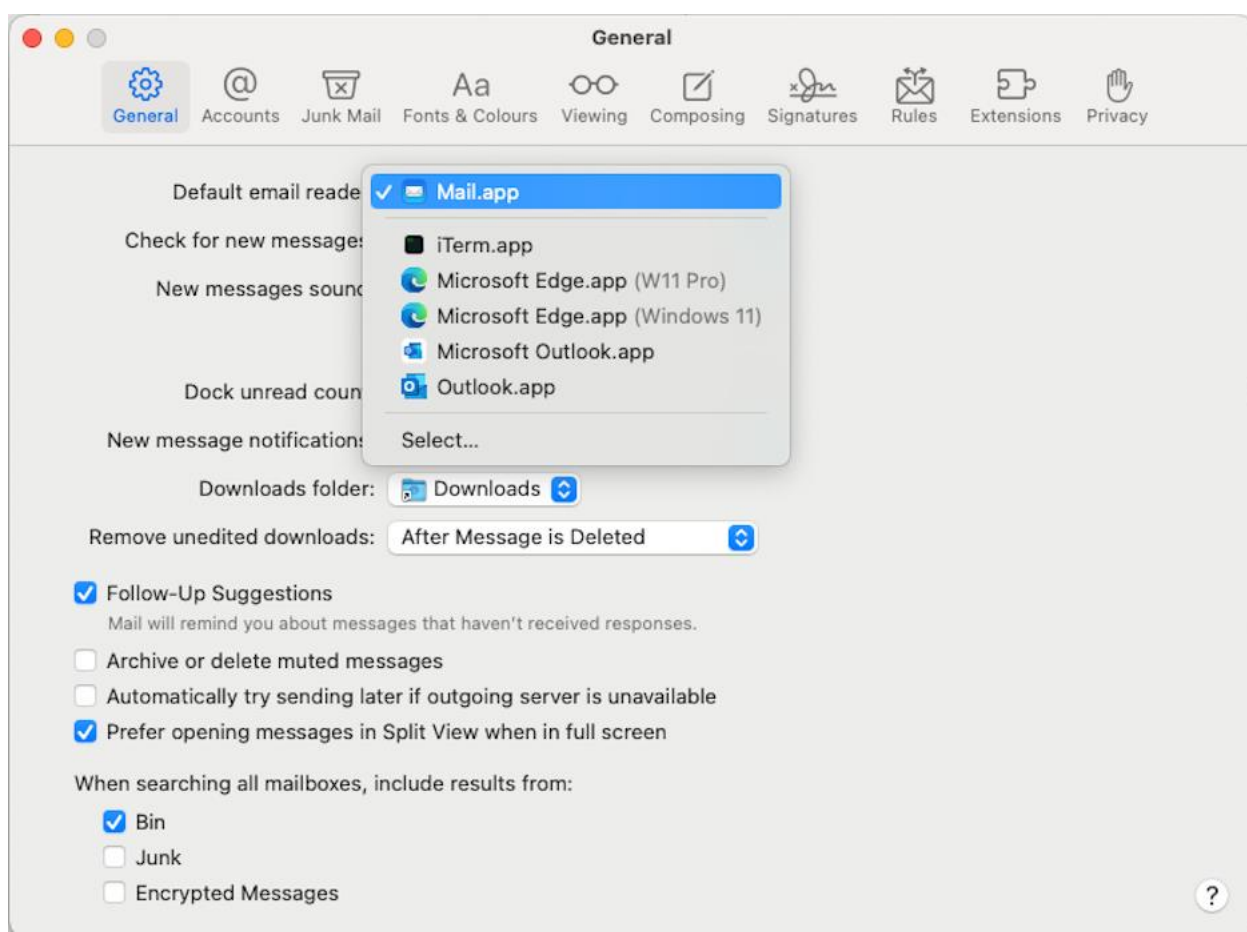 General
General Accounts Junk Mail Fonts & Colours Viewing Composing Signatures Rules Extensions Privacy
Default email reade Mail.app
Check for new messages
iTerm.app
Microsoft Edge.app (W11 Pro)
New messages sound
Microsoft Edge.app (Windows 11)
Microsoft Outlook.app
Dock unread coun Outlook.app
New message notifications Select...
Downloads folder: Downloads
Remove unedited downloads: After Message is Deleted
Follow-Up Suggestions
Mail will remind you about messages that haven't received responses.
Archive or delete muted messages
Automatically try sending later if outgoing server is unavailable
Prefer opening messages in Split View when in full screen
When searching all mailboxes, include results from:
Bin
Junk
Encrypted Messages
?